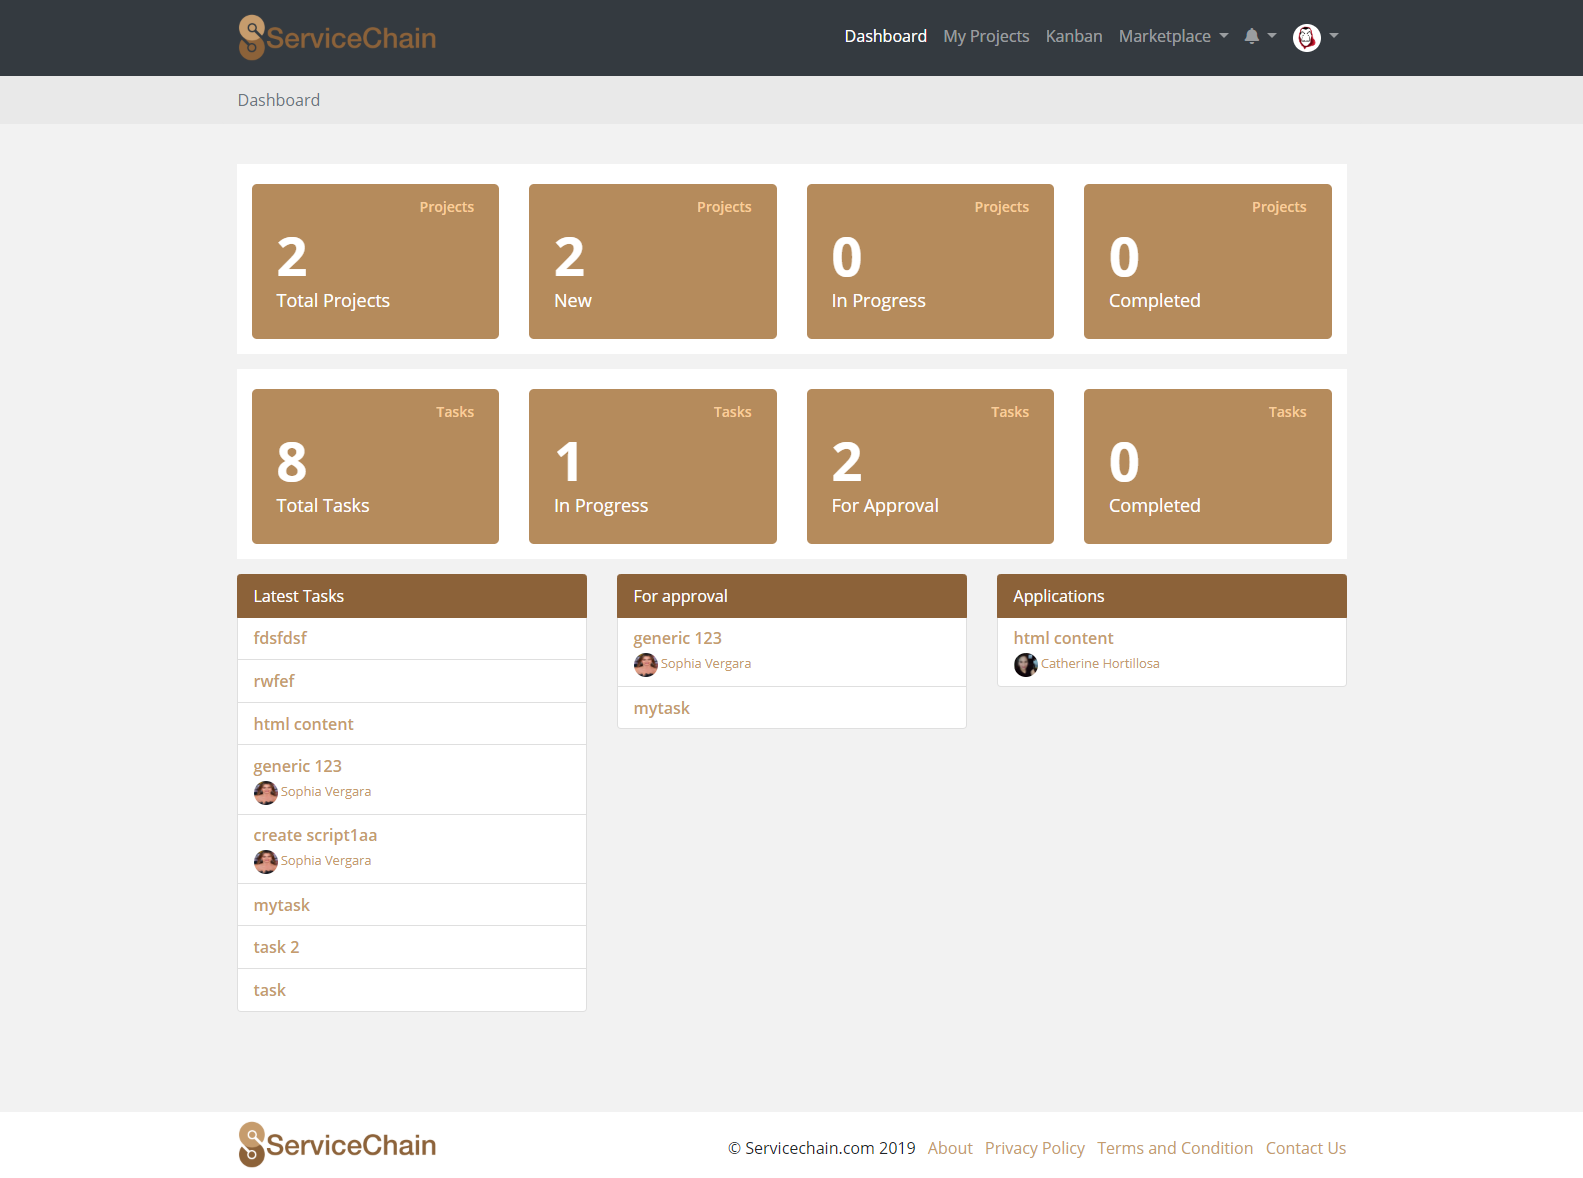 ServiceChain
Dashboard My Projects Kanban Marketplace
Dashboard
Projects
2
Total Projects
Projects
2
New
Projects
0
In Progress
Projects
0
Completed
Tasks
8
Total Tasks
Tasks
1
In Progress
Tasks
2
For Approval
Tasks
0
Completed
Latest Tasks
fdsfdsf
rwfef
html content
generic 123
Sophia Vergara
create script1aa
Sophia Vergara
mytask
task 2
task
For approval
generic 123
Sophia Vergara
mytask
Applications
html content
Catherine Hortillosa
ServiceChain
© Servicechain.com 2019 About Privacy Policy Terms and Condition Contact Us